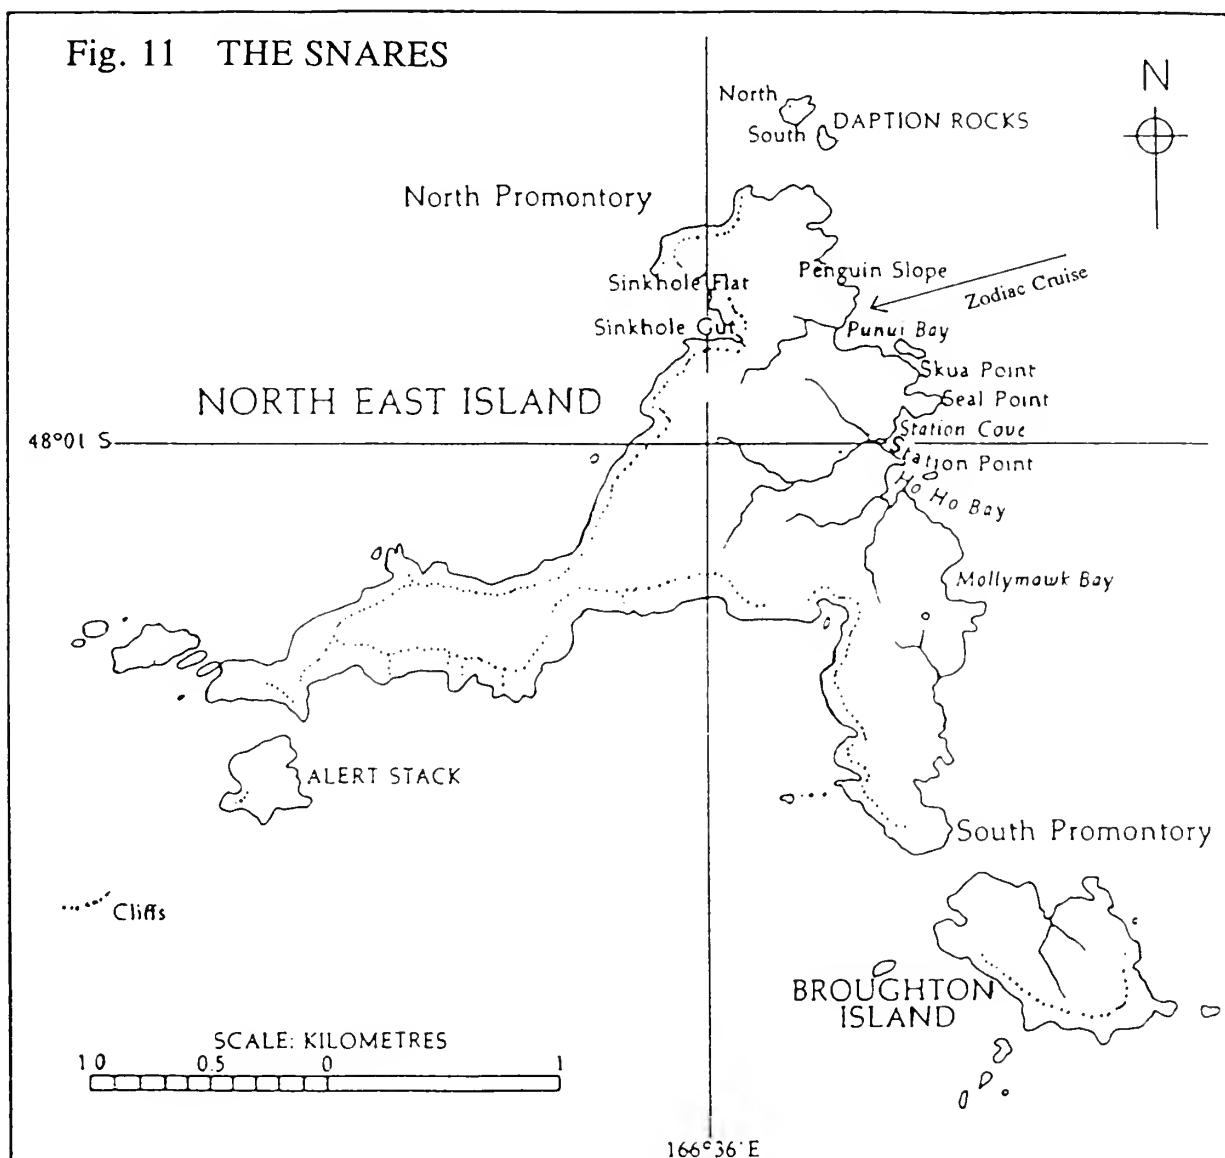 Fig. 11 THE SNARES
N
North
South DAPTION ROCKS
North Promontory
Penguin Slope
Sinkhole Flat
Zodiac Cruise
Sinkhole Gut
Punui Bay
Skua Point
NORTH EAST ISLAND
Seal Point
Station Cove
48°01 S
Station Point
Ho Ho Bay
Mollymawk Bay
ALERT STACK
South Promontory
Cliffs
BROUGHTON
ISLAND
SCALE: KILOMETRES
1 0 0.5 0 1
166°36' E